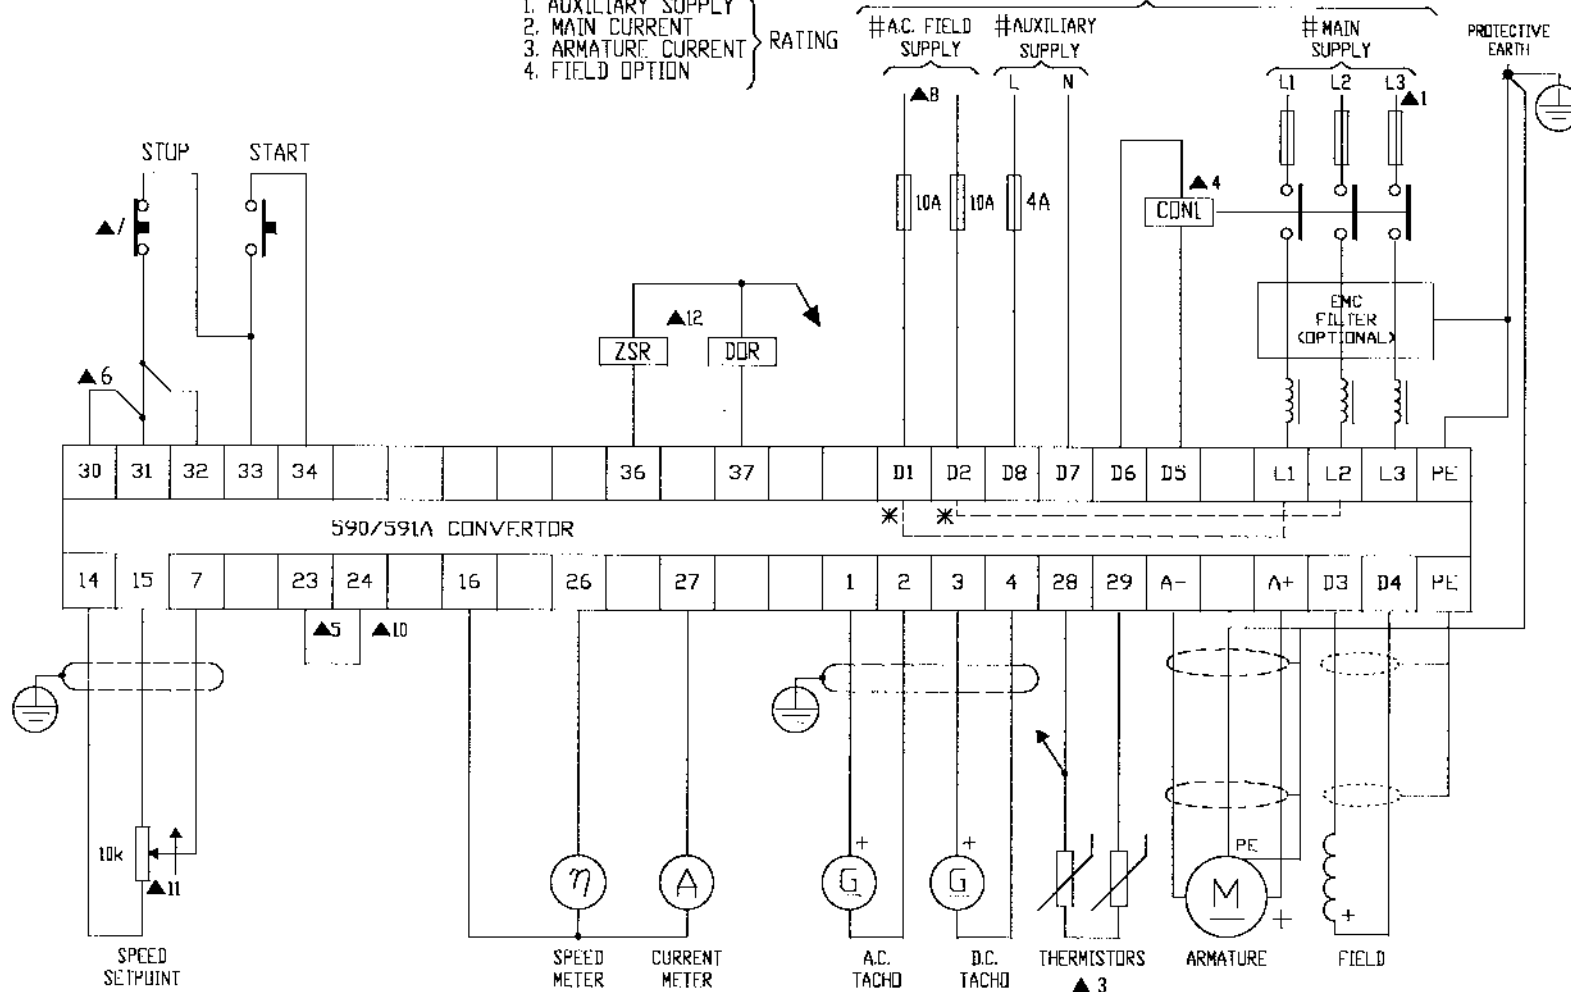 1. AUXILIARY SUPPLY
2. MAIN CURRENT
3. ARMATURE CURRENT
4. FIELD OPTION
RATING
#A.C. FIELD SUPPLY
#AUXILIARY SUPPLY
#MAIN SUPPLY
PROTECTIVE EARTH
L N
L1 L2 L3
▲8
▲1
STOP START
▲7
10A 10A 4A
▲4
CON1
EMC FILTER (OPTIONAL)
▲12
ZSR DOR
▲6
30 31 32 33 34 36 37 D1 D2 D8 D7 D6 D5 L1 L2 L3 PE
590/591A CONVERTOR
* *
14 15 7 23 24 16 26 27 1 2 3 4 28 29 A- A+ D3 D4 PE
▲5 ▲10
10k
▲11
η A
+ G
+ G
PE
M
+
+
SPEED SETPOINT
SPEED METER
CURRENT METER
A.C. TACHO
D.C. TACHO
THERMISTORS
▲3
ARMATURE
FIELD